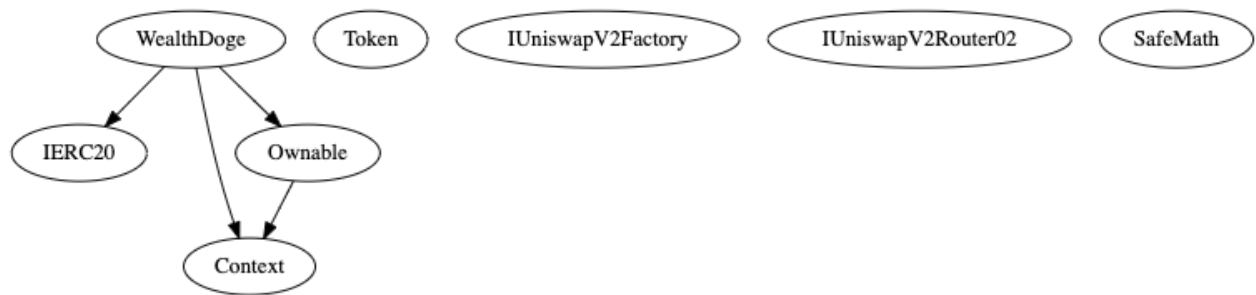 WealthDoge
Token
IUniswapV2Factory
IUniswapV2Router02
SafeMath
IERC20
Ownable
Context